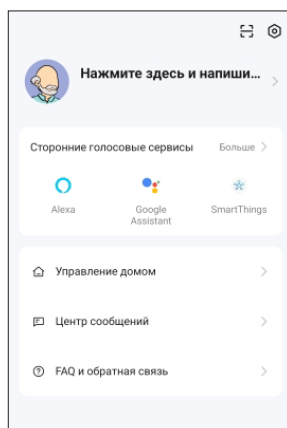 Нажмите здесь и напиши...
Сторонние голосовые сервисы Больше
Alexa Google SmartThings
Assistant
Управление домом
Центр сообщений
FAQ и обратная связь